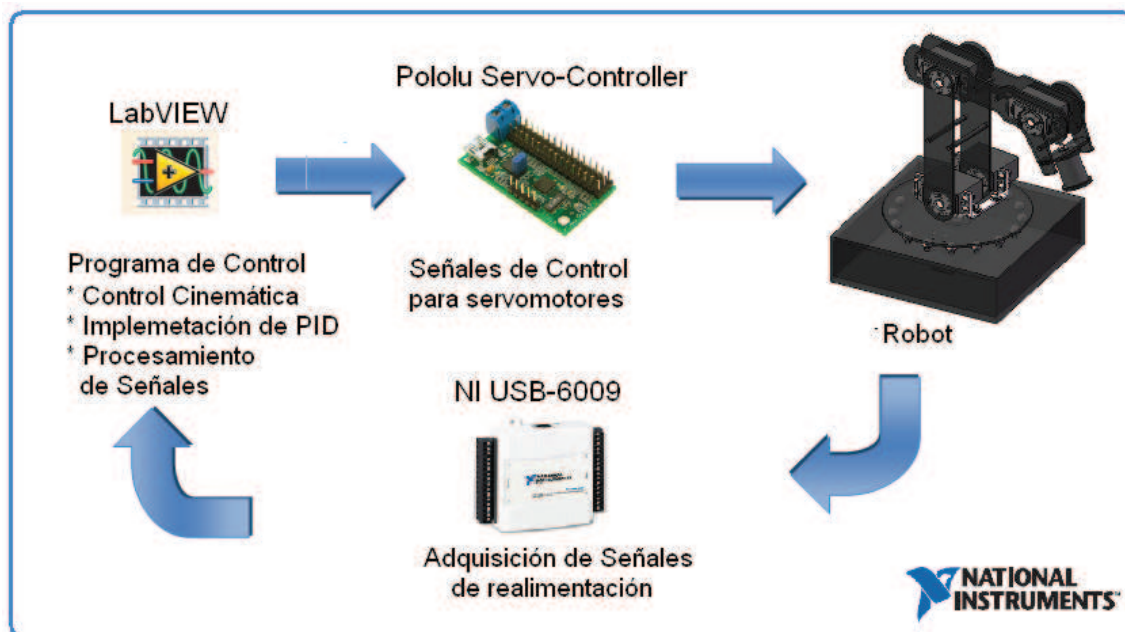 LabVIEW
Programa de Control
* Control Cinemática
* Implemetación de PID
* Procesamiento
de Señales
Pololu Servo-Controller
Señales de Control
para servomotores
Robot
NI USB-6009
Adquisición de Señales
de realimentación
NATIONAL
INSTRUMENTS™